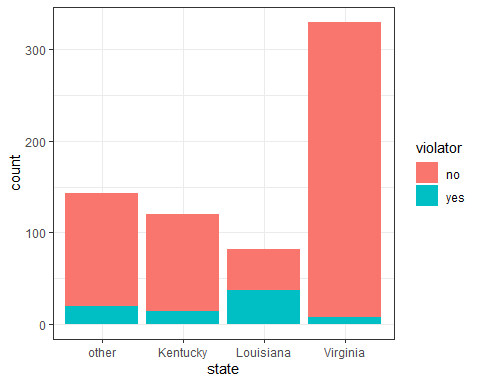 count
300
200
100
0
other Kentucky Louisiana Virginia
state
violator
no
yes